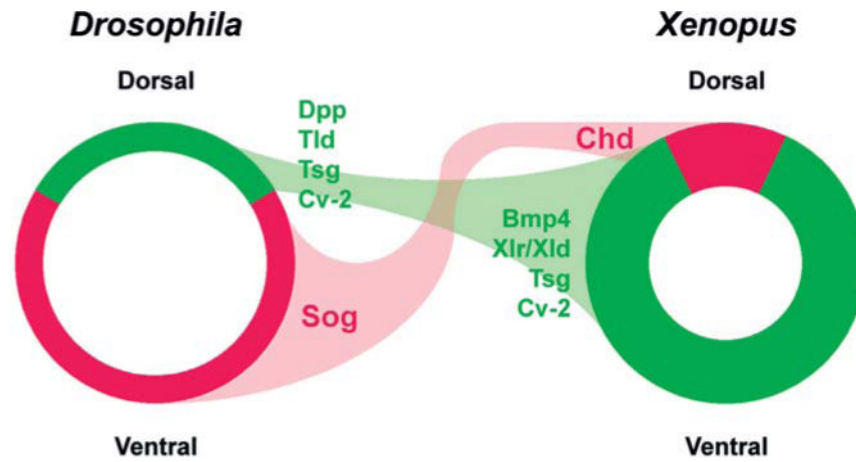 Drosophila
Xenopus
Dorsal
Dorsal
Dpp
Tld
Tsg
Cv-2
Chd
Bmp4
Xlr/Xld
Tsg
Cv-2
Sog
Ventral
Ventral